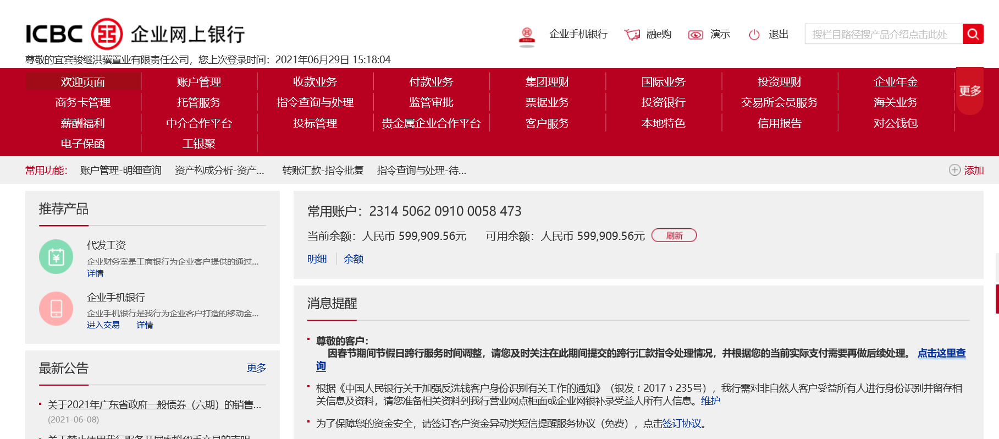 ICBC 企业网上银行
企业手机银行 融e购 演示 退出 搜栏目路径搜产品介绍点击此处
尊敬的宜宾骏继洪骥置业有限责任公司，您上次登录时间：2021年06月29日 15:18:04
欢迎页面 账户管理 收款业务 付款业务 集团理财 国际业务 投资理财 企业年金 更多
商务卡管理 托管服务 指令查询与处理 监管审批 票据业务 投资银行 交易所会员服务 海关业务
薪酬福利 中介合作平台 投标管理 贵金属企业合作平台 客户服务 本地特色 信用报告 对公钱包
电子保函 工银聚
常用功能： 账户管理-明细查询 资产构成分析-资产... 转账汇款-指令批复 指令查询与处理-待... 添加
推荐产品
代发工资
企业财务室是工商银行为企业客户提供的通过...
详情
企业手机银行
企业手机银行是我行为企业客户打造的移动金...
进入交易 详情
最新公告 更多
关于2021年广东省政府一般债券（六期）的销售...
(2021-06-08)
关于禁止使用我行服务开展虚拟货币交易的声明
常用账户：2314 5062 0910 0058 473
当前余额：人民币 599,909.56元 可用余额：人民币 599,909.56元 刷新
明细 余额
消息提醒
尊敬的客户：
因春节期间节假日跨行服务时间调整，请您及时关注在此期间提交的跨行汇款指令处理情况，并根据您的当前实际支付需要再做后续处理。 点击这里查
询
根据《中国人民银行关于加强反洗钱客户身份识别有关工作的通知》（银发﹝2017﹞235号），我行需对非自然人客户受益所有人进行身份识别并留存相
关信息及资料，请您准备相关资料到我行营业网点柜面或企业网银补录受益人所有人信息。维护
为了保障您的资金安全，请签订客户资金异动类短信提醒服务协议（免费），点击签订协议。